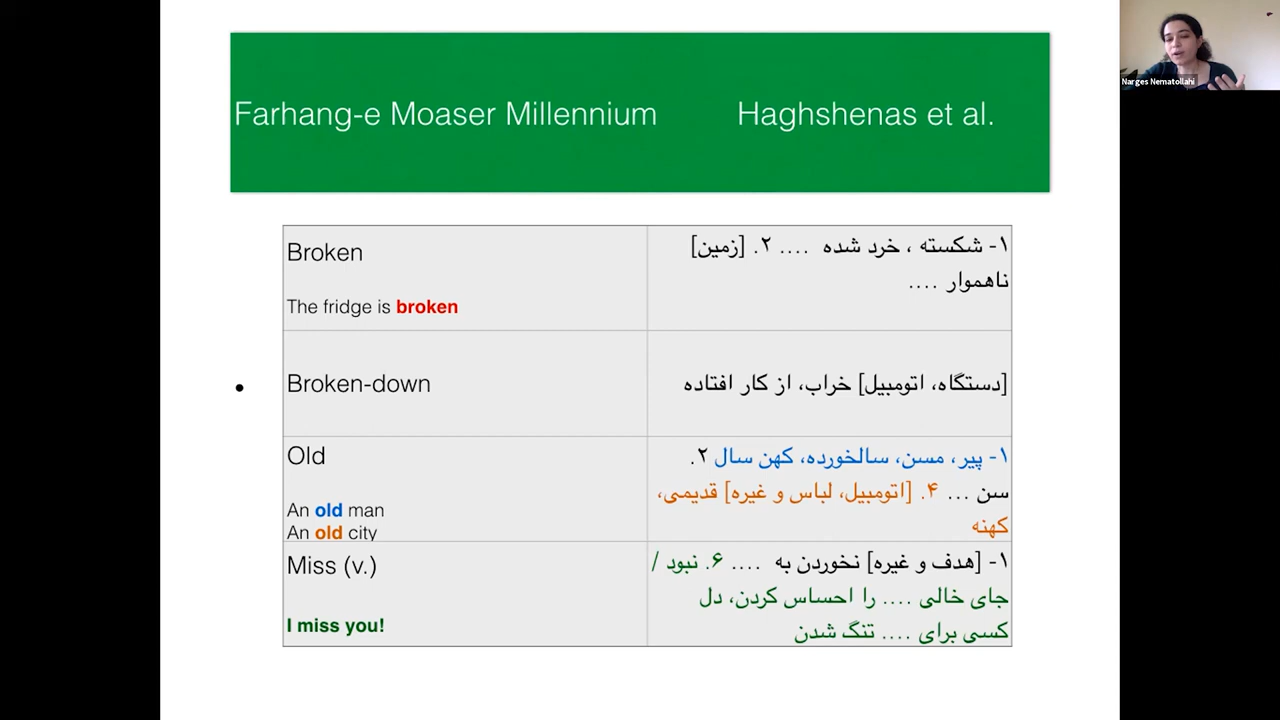 Farhang-e Moaser Millennium
Haghshenas et al.
Narges Nematollahi
Broken
The fridge is broken
۱- شکسته ، خرد شده .... ۲. [زمین]
ناهموار ....
• Broken-down
[دستگاه، اتومبیل] خراب، از کار افتاده
Old
An old man
An old city
۱- پیر، مسن، سالخورده، کهن سال ۲.
سن ... ۴. [اتومبیل، لباس و غیره] قدیمی،
کهنه
Miss (v.)
I miss you!
۱- [هدف و غیره] نخوردن به .... ۶. نبود /
جای خالی .... را احساس کردن، دل
کسی برای .... تنگ شدن